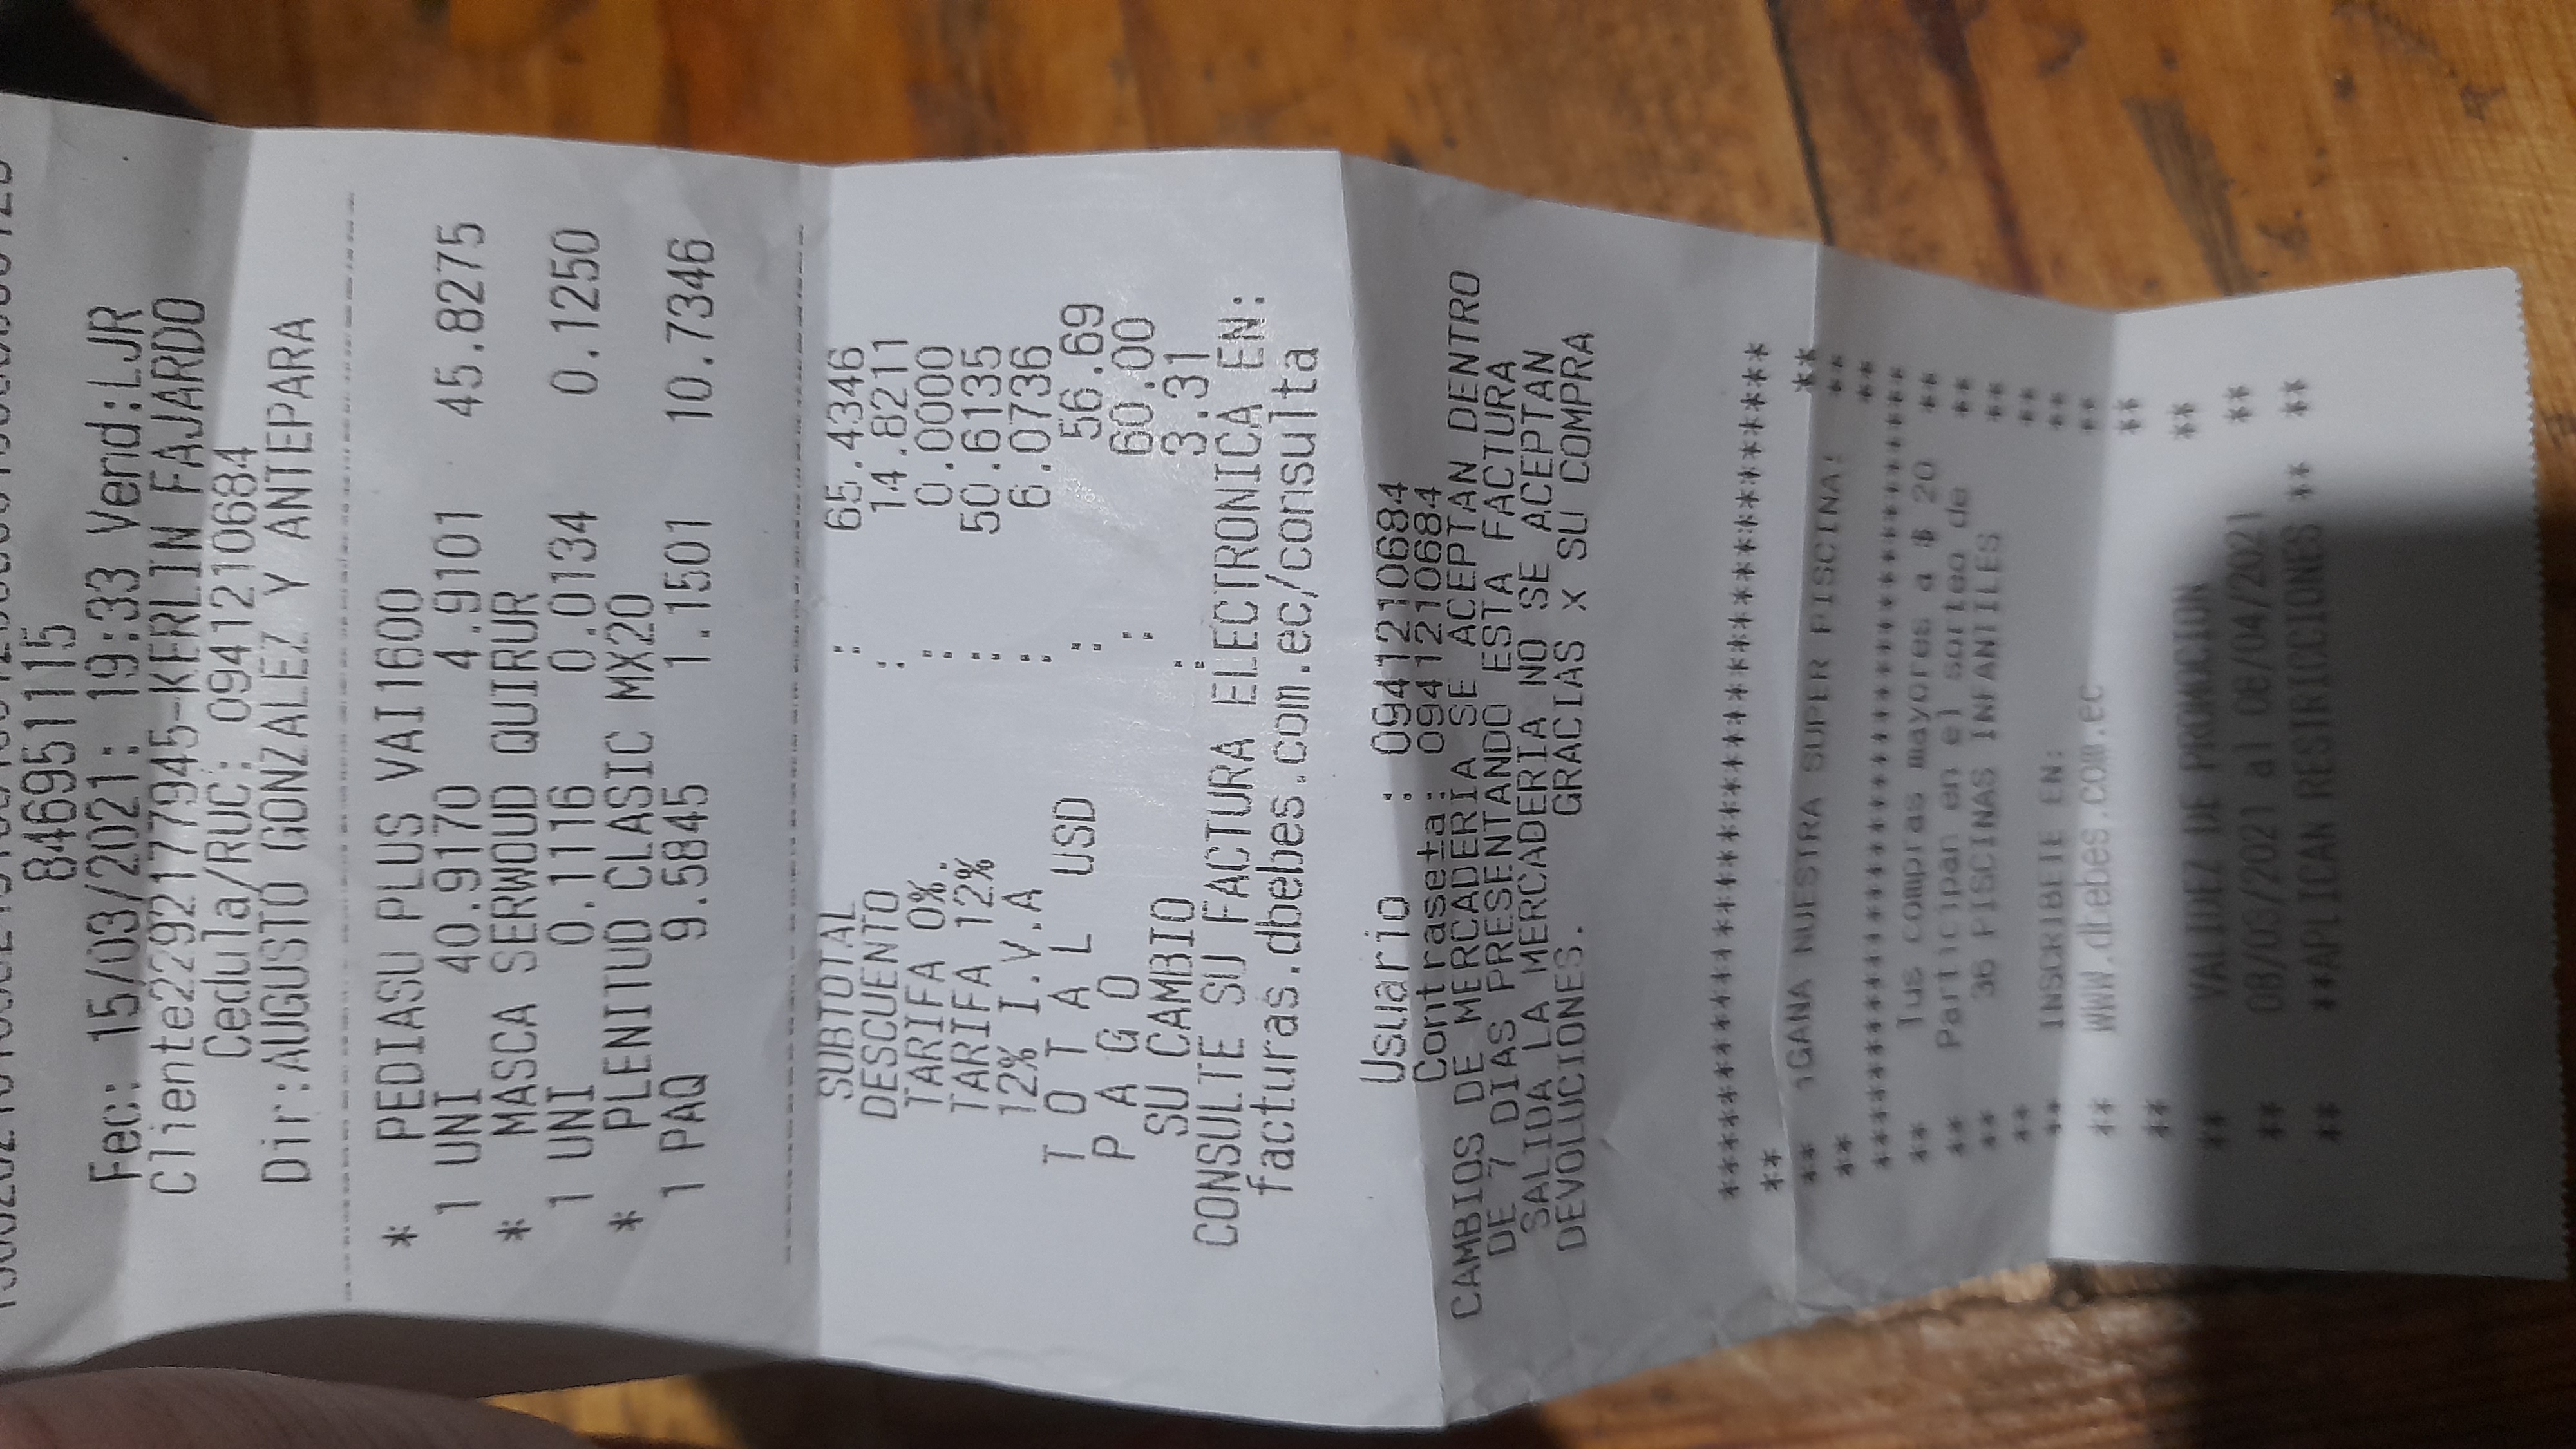 846951115
Fec: 15/03/2021: 19:33 Vend:LJR
Cliente2292177945-KERLIN FAJARDO
Cedula/RUC: 0941210684
Dir:AUGUSTO GONZALEZ Y ANTEPARA
* PEDIASU PLUS VAI1600
1 UNI 40.9170 4.9101 45.8275
* MASCA SERWOUD QUIRUR
1 UNI 0.1116 0.0134 0.1250
* PLENITUD CLASIC MX20
1 PAQ 9.5845 1.1501 10.7346
SUBTOTAL : 65.4346
DESCUENTO : 14.8211
TARIFA 0%. : 0.0000
TARIFA 12% : 50.6135
12% I.V.A : 6.0736
T O T A L USD : 56.69
P A G O : 60.00
SU CAMBIO : 3.31
CONSULTE SU FACTURA ELECTRONICA EN:
facturas.dbebes.com.ec/consulta
Usuario : 0941210684
Contrase±a: 0941210684
CAMBIOS DE MERCADERIA SE ACEPTAN DENTRO
DE 7 DIAS PRESENTANDO ESTA FACTURA
SALIDA LA MERCADERIA NO SE ACEPTAN
DEVOLUCIONES. GRACIAS x SU COMPRA
************************************
** **
** ¡GANA NUESTRA SUPER PISCINA! **
** **
************************************
** Tus compras mayores a $ 20 **
** Participan en el sorteo de **
** 36 PISCINAS INFANTILES **
** **
** INSCRIBETE EN: **
** WWW.dbebes.com.ec **
** **
** VALIDEZ DE PROMOCION **
** 08/03/2021 al 08/04/2021 **
** **APLICAN RESTRICCIONES ** **